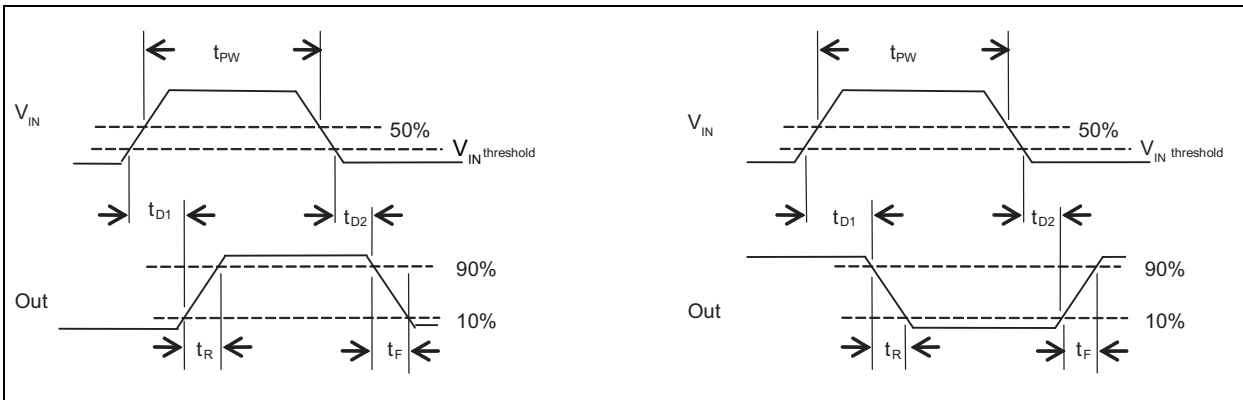 tPW
VIN
50%
VIN threshold
tD1
tD2
90%
Out
10%
tR
tF
tPW
VIN
50%
VIN threshold
tD1
tD2
90%
Out
10%
tR
tF